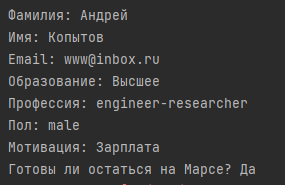 Фамилия: Андрей
Имя: Копытов
Email: www@inbox.ru
Образование: Высшее
Профессия: engineer-researcher
Пол: male
Мотивация: Зарплата
Готовы ли остаться на Марсе? Да